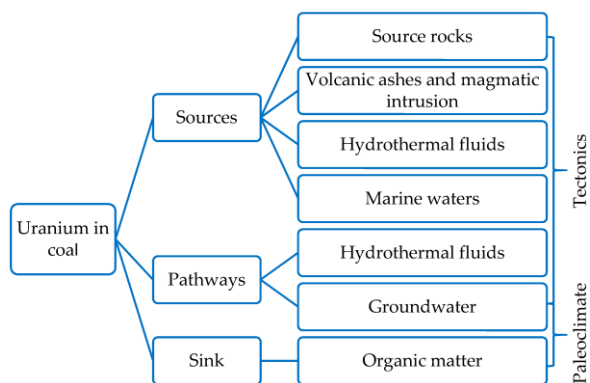 Source rocks
Volcanic ashes and magmatic
intrusion
Sources
Hydrothermal fluids
Marine waters
Tectonics
Uranium in
coal
Hydrothermal fluids
Pathways
Groundwater
Paleoclimate
Sink
Organic matter